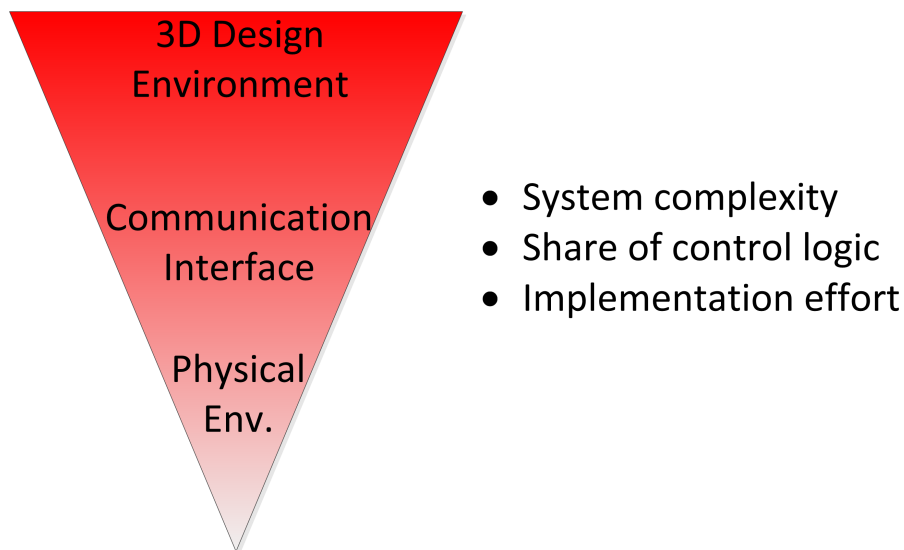 3D Design
Environment
Communication
Interface
Physical
Env.
• System complexity
• Share of control logic
• Implementation effort